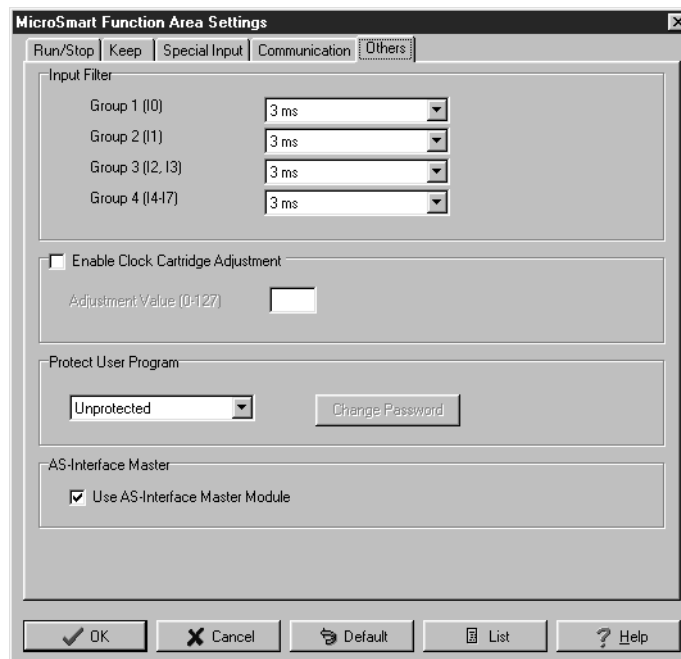 MicroSmart Function Area Settings
Run/Stop Keep Special Input Communication Others
Input Filter
Group 1 (I0) 3 ms
Group 2 (I1) 3 ms
Group 3 (I2, I3) 3 ms
Group 4 (I4-I7) 3 ms
Enable Clock Cartridge Adjustment
Adjustment Value (0-127)
Protect User Program
Unprotected Change Password
AS-Interface Master
Use AS-Interface Master Module
OK Cancel Default List Help